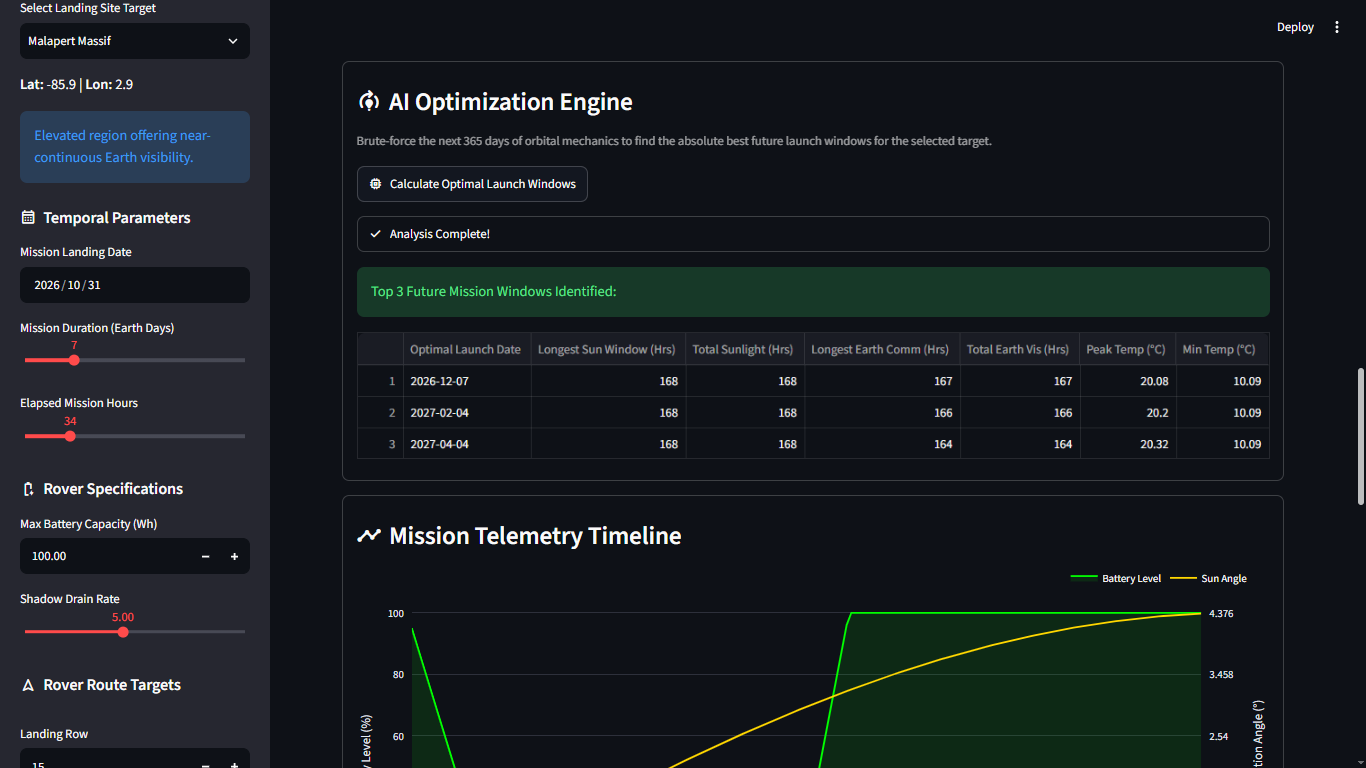 Select Landing Site Target
Malapert Massif
Lat: -85.9 | Lon: 2.9
Elevated region offering near-
continuous Earth visibility.
Temporal Parameters
Mission Landing Date
2026/10/31
Mission Duration (Earth Days)
7
Elapsed Mission Hours
34
Rover Specifications
Max Battery Capacity (Wh)
100.00
Shadow Drain Rate
5.00
Rover Route Targets
Landing Row
15
Deploy
AI Optimization Engine
Brute-force the next 365 days of orbital mechanics to find the absolute best future launch windows for the selected target.
Calculate Optimal Launch Windows
Analysis Complete!
Top 3 Future Mission Windows Identified:
Optimal Launch Date Longest Sun Window (Hrs) Total Sunlight (Hrs) Longest Earth Comm (Hrs) Total Earth Vis (Hrs) Peak Temp (°C) Min Temp (°C)
1 2026-12-07 168 168 167 167 20.08 10.09
2 2027-02-04 168 168 166 166 20.2 10.09
3 2027-04-04 168 168 164 164 20.32 10.09
Mission Telemetry Timeline
Battery Level Sun Angle
100 4.376
80 3.458
60 2.54
Level (%)
Angle (°)